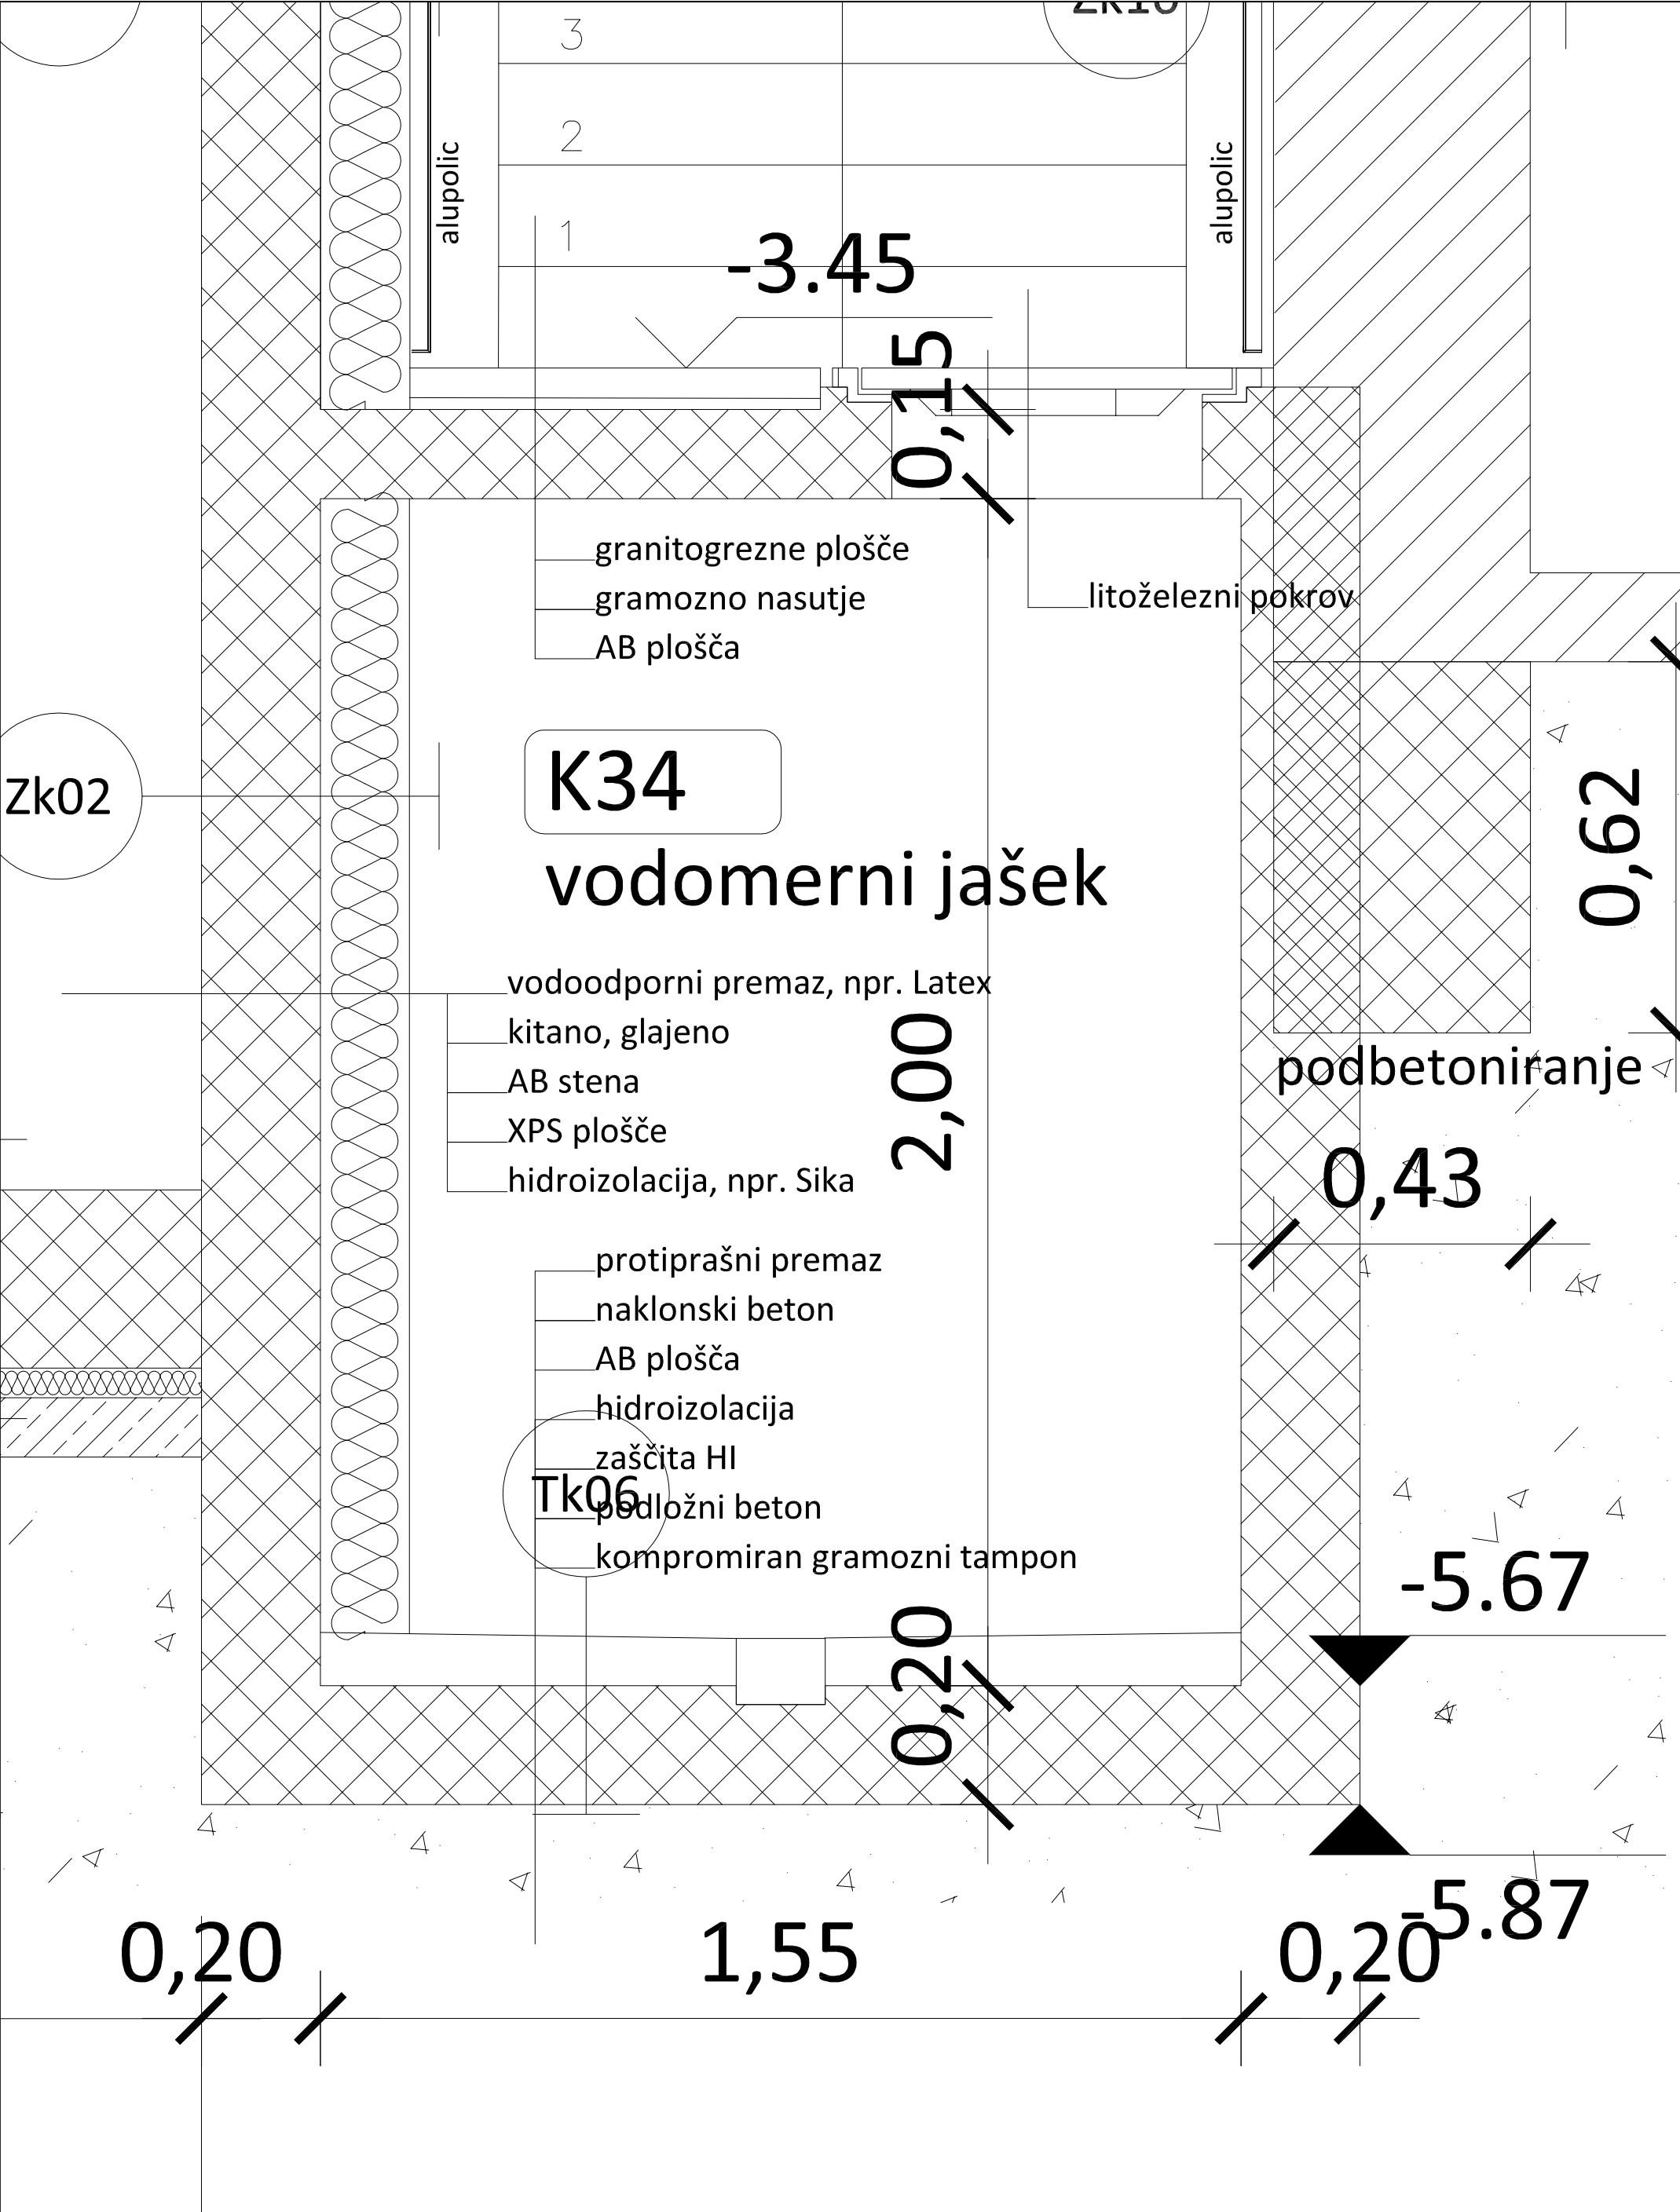 3
2
1
alupolic
alupolic
-3.45
0,15
granitogrezne plošče
gramozno nasutje
AB plošča
litoželezni pokrov
K34
vodomerni jašek
Zk02
0,62
vodoodporni premaz, npr. Latex
kitano, glajeno
AB stena
XPS plošče
hidroizolacija, npr. Sika
2,00
podbetoniranje
0,43
protiprašni premaz
naklonski beton
AB plošča
hidroizolacija
zaščita HI
Tk06
podložni beton
kompromiran gramozni tampon
-5.67
0,20
-5.87
0,20
1,55
0,20